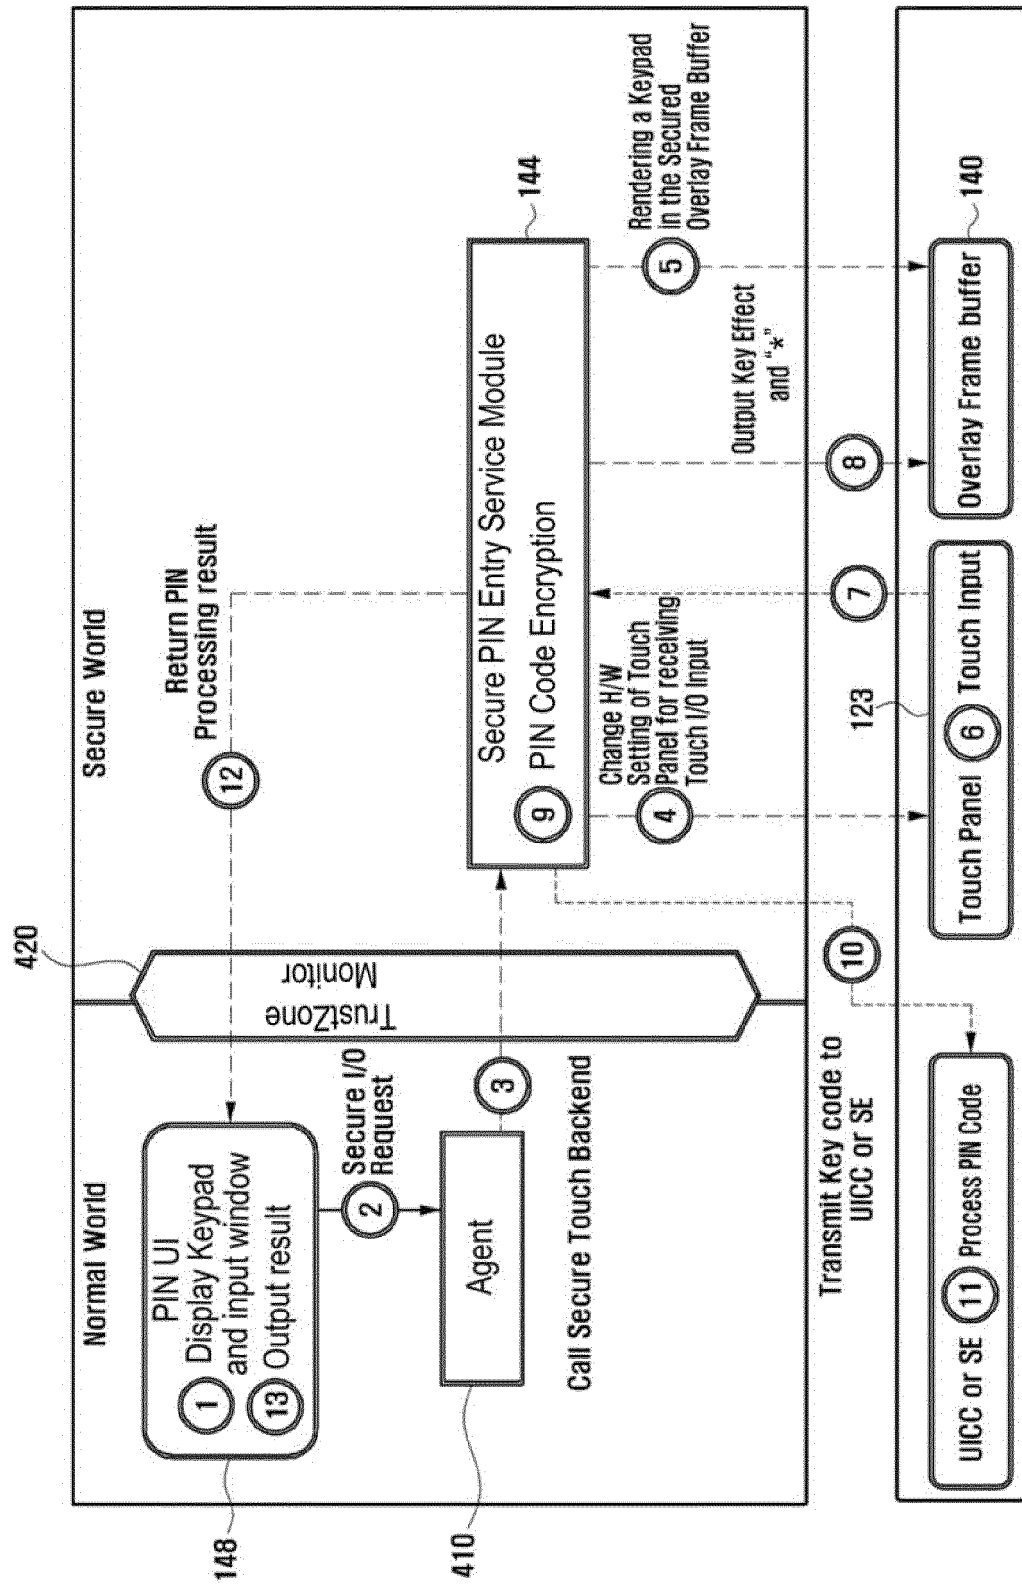 Normal World
Secure World
420
148
PIN UI
1 Display Keypad
and input window
13 Output result
2
Secure I/O
Request
TrustZone
Monitor
12
Return PIN
Processing result
410
Agent
3
Call Secure Touch Backend
Secure PIN Entry Service Module
9 PIN Code Encryption
144
4
Change H/W
Setting of Touch
Panel for receiving
Touch I/O Input
5
Rendering a Keypad
in the Secured
Overlay Frame Buffer
Output Key Effect
and "*"
Transmit Key code to
UICC or SE
10
7
8
123
140
UICC or SE 11 Process PIN Code
Touch Panel 6 Touch Input
Overlay Frame buffer